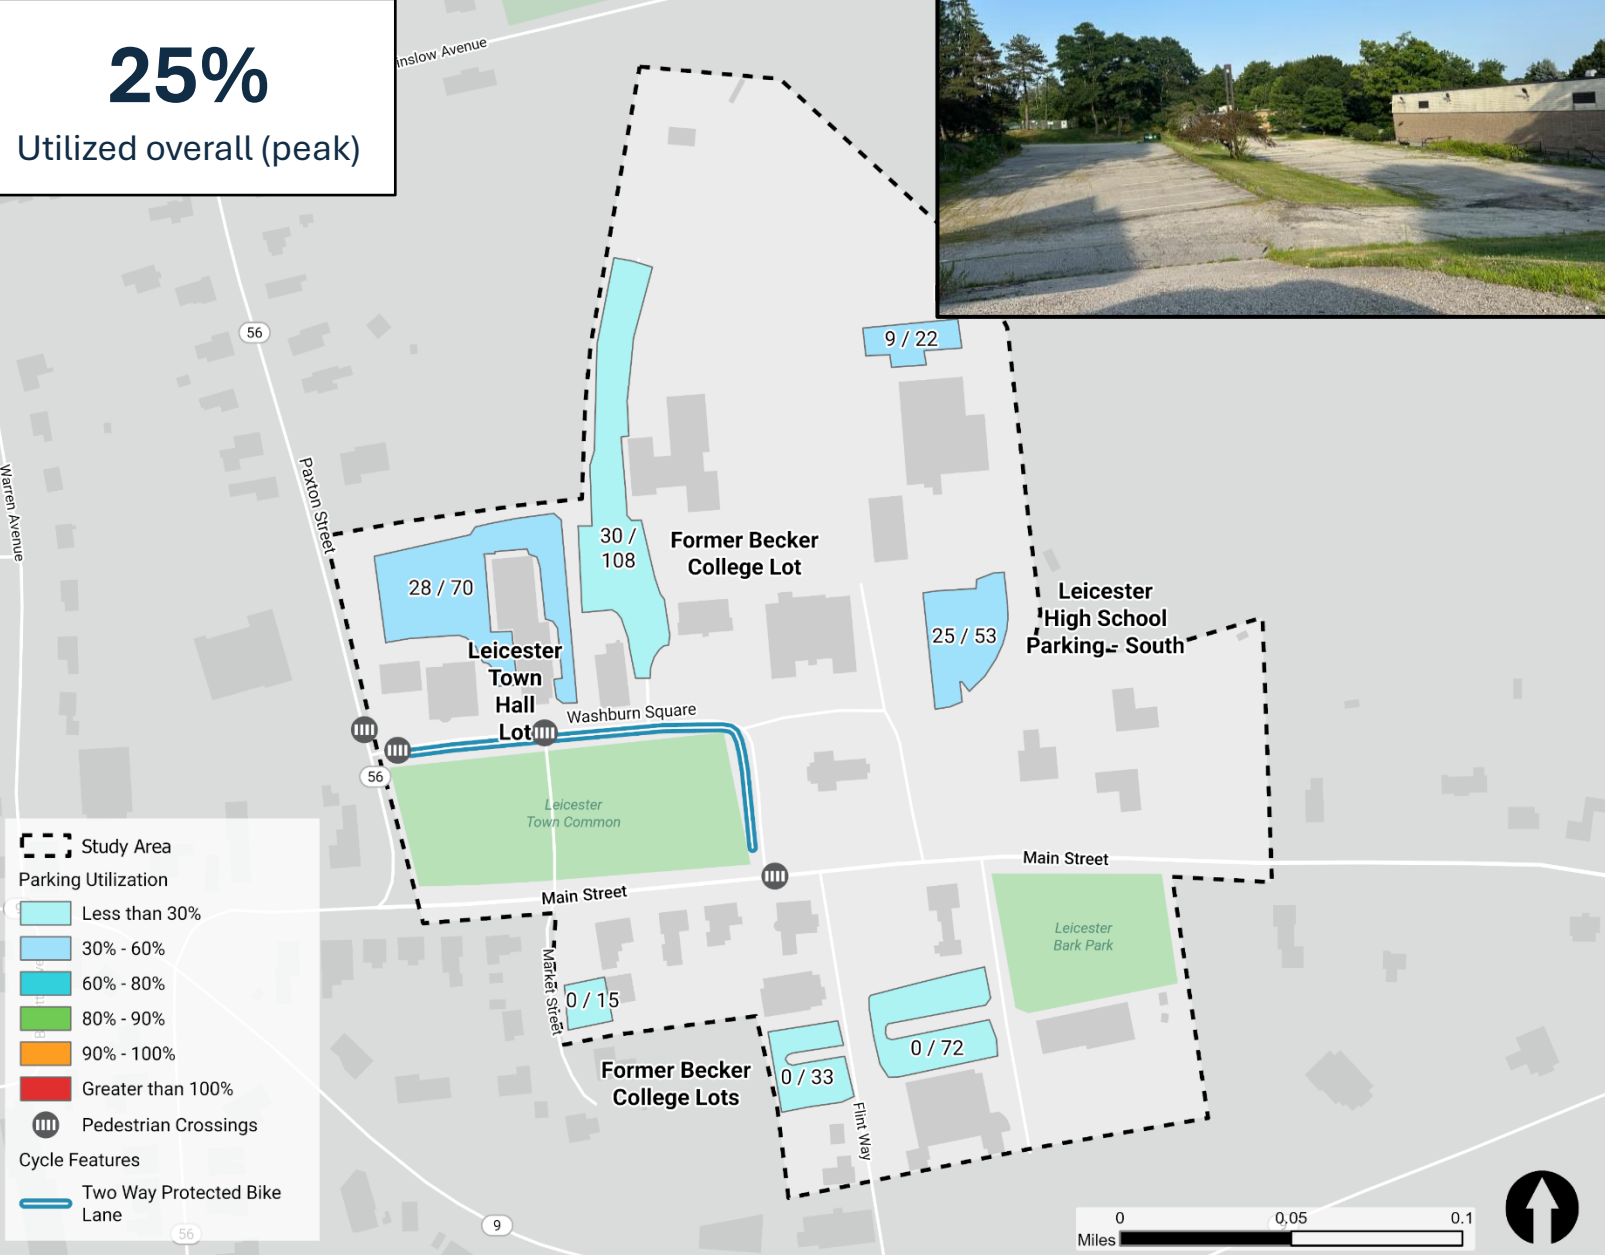 25%
Utilized overall (peak)
inslow Avenue
56
9 / 22
Warren Avenue
Paxton Street
30 /
108
Former Becker
College Lot
28 / 70
25 / 53
Leicester
High School
Parking - South
Leicester
Town
Hall
Lot
Washburn Square
56
Leicester
Town Common
Main Street
Main Street
Leicester
Bark Park
Market Street
0 / 15
0 / 72
0 / 33
Former Becker
College Lots
Flint Way
9
56
Study Area
Parking Utilization
Less than 30%
30% - 60%
60% - 80%
80% - 90%
90% - 100%
Greater than 100%
Pedestrian Crossings
Cycle Features
Two Way Protected Bike
Lane
0
0.05
0.1
Miles
9